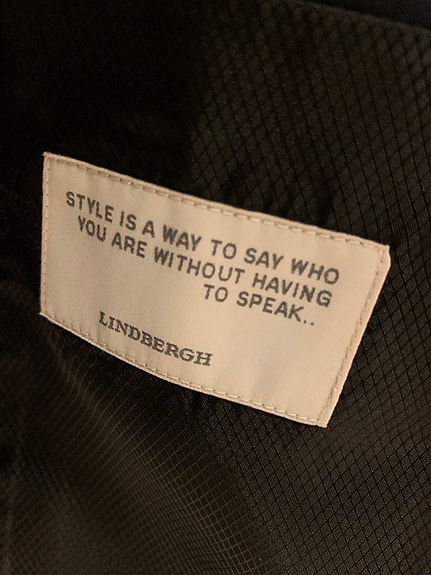 STYLE IS A WAY TO SAY WHO
YOU ARE WITHOUT HAVING
TO SPEAK..
LINDBERGH